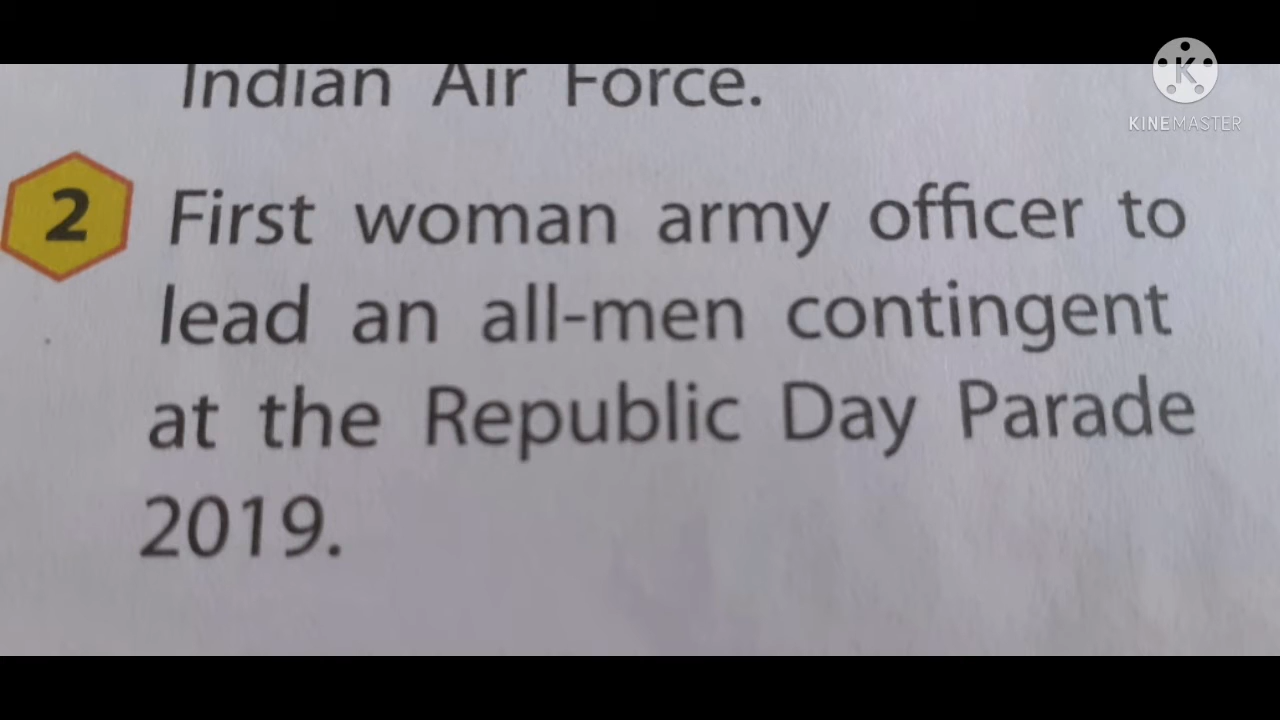 Indian Air Force.
K
KINEMASTER
2 First woman army officer to
lead an all-men contingent
at the Republic Day Parade
2019.